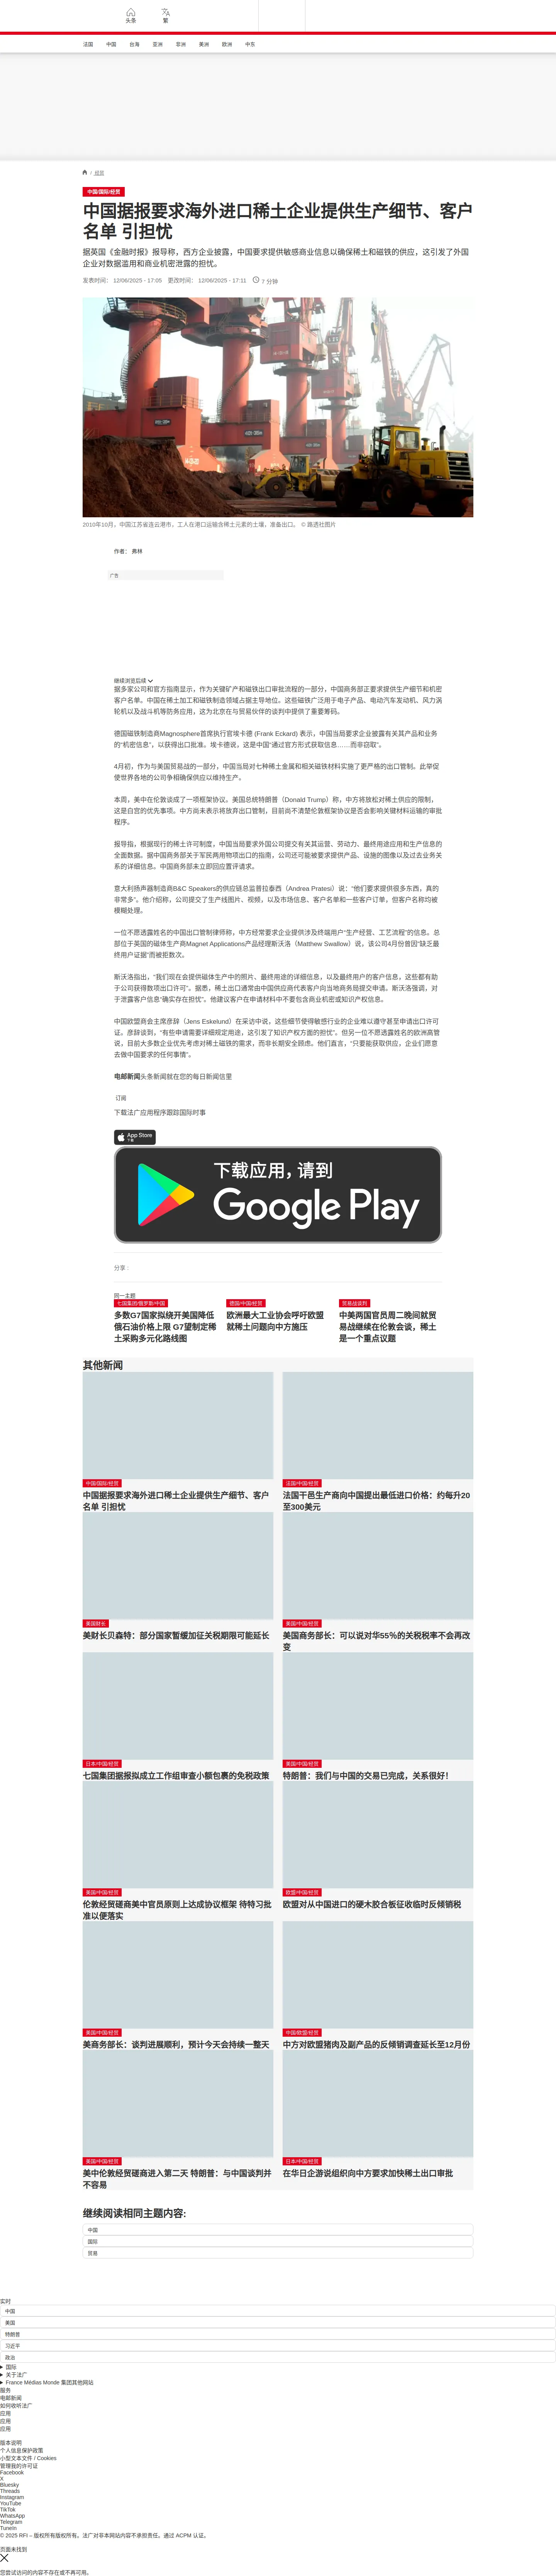 头条
繁
法国
中国
台海
亚洲
非洲
美洲
欧洲
中东
/ 经贸
中国/国际/经贸
中国据报要求海外进口稀土企业提供生产细节、客户
名单 引担忧
据英国《金融时报》报导称，西方企业披露，中国要求提供敏感商业信息以确保稀土和磁铁的供应，这引发了外国
企业对数据滥用和商业机密泄露的担忧。
发表时间： 12/06/2025 - 17:05 更改时间： 12/06/2025 - 17:11 7 分钟
2010年10月，中国江苏省连云港市，工人在港口运输含稀土元素的土壤，准备出口。 © 路透社图片
作者： 弗林
广告
继续浏览后续
据多家公司和官方指南显示，作为关键矿产和磁铁出口审批流程的一部分，中国商务部正要求提供生产细节和机密
客户名单。中国在稀土加工和磁铁制造领域占据主导地位。这些磁铁广泛用于电子产品、电动汽车发动机、风力涡
轮机以及战斗机等防务应用，这为北京在与贸易伙伴的谈判中提供了重要筹码。
德国磁铁制造商Magnosphere首席执行官埃卡德 (Frank Eckard) 表示，中国当局要求企业披露有关其产品和业务
的“机密信息”，以获得出口批准。埃卡德说，这是中国“通过官方形式获取信息……而非窃取”。
4月初，作为与美国贸易战的一部分，中国当局对七种稀土金属和相关磁铁材料实施了更严格的出口管制。此举促
使世界各地的公司争相确保供应以维持生产。
本周，美中在伦敦谈成了一项框架协议。美国总统特朗普（Donald Trump）称，中方将放松对稀土供应的限制，
这是白宫的优先事项。中方尚未表示将放弃出口管制，目前尚不清楚伦敦框架协议是否会影响关键材料运输的审批
程序。
报导指，根据现行的稀土许可制度，中国当局要求外国公司提交有关其运营、劳动力、最终用途应用和生产信息的
全面数据。据中国商务部关于军民两用物项出口的指南，公司还可能被要求提供产品、设施的图像以及过去业务关
系的详细信息。中国商务部未立即回应置评请求。
意大利扬声器制造商B&C Speakers的供应链总监普拉泰西（Andrea Pratesi）说：“他们要求提供很多东西，真的
非常多”。他介绍称，公司提交了生产线图片、视频，以及市场信息、客户名单和一些客户订单，但客户名称均被
模糊处理。
一位不愿透露姓名的中国出口管制律师称，中方经常要求企业提供涉及终端用户“生产经营、工艺流程”的信息。总
部位于英国的磁体生产商Magnet Applications产品经理斯沃洛（Matthew Swallow）说，该公司4月份曾因“缺乏最
终用户证据”而被拒数次。
斯沃洛指出，“我们现在会提供磁体生产中的照片、最终用途的详细信息，以及最终用户的客户信息，这些都有助
于公司获得数项出口许可”。据悉，稀土出口通常由中国供应商代表客户向当地商务局提交申请。斯沃洛强调，对
于泄露客户信息“确实存在担忧”。他建议客户在申请材料中不要包含商业机密或知识产权信息。
中国欧盟商会主席彦辞（Jens Eskelund）在采访中说，这些细节使得敏感行业的企业难以遵守甚至申请出口许可
证。彦辞谈到，“有些申请需要详细规定用途，这引发了知识产权方面的担忧”。但另一位不愿透露姓名的欧洲高管
说，目前大多数企业优先考虑对稀土磁铁的需求，而非长期安全顾虑。他们直言，“只要能获取供应，企业们愿意
去做中国要求的任何事情”。
电邮新闻头条新闻就在您的每日新闻信里
订阅
下载法广应用程序跟踪国际时事
App Store
下载
下载应用，请到
Google Play
分享 :
同一主题
七国集团/俄罗斯/中国
多数G7国家拟绕开美国降低
俄石油价格上限 G7望制定稀
土采购多元化路线图
德国/中国/经贸
欧洲最大工业协会呼吁欧盟
就稀土问题向中方施压
贸易战谈判
中美两国官员周二晚间就贸
易战继续在伦敦会谈，稀土
是一个重点议题
其他新闻
中国/国际/经贸
中国据报要求海外进口稀土企业提供生产细节、客户
名单 引担忧
法国/中国/经贸
法国干邑生产商向中国提出最低进口价格：约每升20
至300美元
美国财长
美财长贝森特：部分国家暂缓加征关税期限可能延长
美国/中国/经贸
美国商务部长：可以说对华55%的关税税率不会再改
变
日本/中国/经贸
七国集团据报拟成立工作组审查小额包裹的免税政策
美国/中国/经贸
特朗普：我们与中国的交易已完成，关系很好！
美国/中国/经贸
伦敦经贸磋商美中官员原则上达成协议框架 待特习批
准以便落实
欧盟/中国/经贸
欧盟对从中国进口的硬木胶合板征收临时反倾销税
美国/中国/经贸
美商务部长：谈判进展顺利，预计今天会持续一整天
中国/欧盟/经贸
中方对欧盟猪肉及副产品的反倾销调查延长至12月份
美国/中国/经贸
美中伦敦经贸磋商进入第二天 特朗普：与中国谈判并
不容易
日本/中国/经贸
在华日企游说组织向中方要求加快稀土出口审批
继续阅读相同主题内容:
中国
国际
贸易
实时
中国
美国
特朗普
习近平
政治
国际
关于法广
France Médias Monde 集团其他网站
服务
电邮新闻
如何收听法广
应用
应用
应用
版本说明
个人信息保护政策
小型文本文件 / Cookies
管理我的许可证
Facebook
X
Bluesky
Threads
Instagram
YouTube
TikTok
WhatsApp
Telegram
TuneIn
© 2025 RFI – 版权所有版权所有。法广对非本网站内容不承担责任。通过 ACPM 认证。
页面未找到
您尝试访问的内容不存在或不再可用。